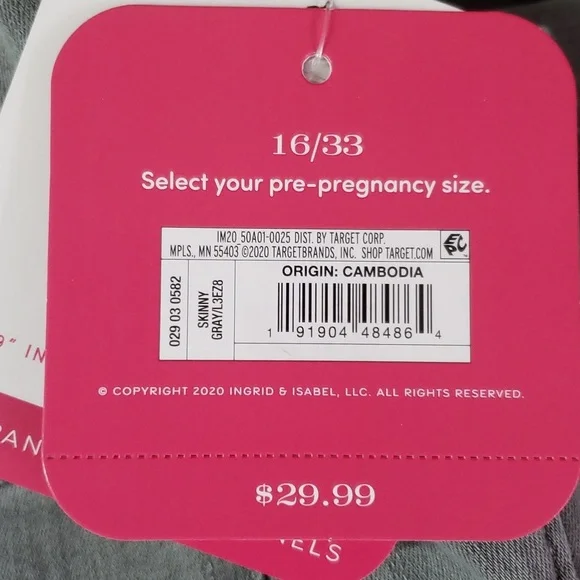 16/33
Select your pre-pregnancy size.
IM20 50A01-0025 DIST. BY TARGET CORP.
MPLS., MN 55403 ©2020 TARGETBRANDS, INC. SHOP TARGET.COM
029 03 0582
SKINNY
GRAY/L3EZ8
ORIGIN: CAMBODIA
1 91904 48486 4
© COPYRIGHT 2020 INGRID & ISABEL, LLC. ALL RIGHTS RESERVED.
$29.99